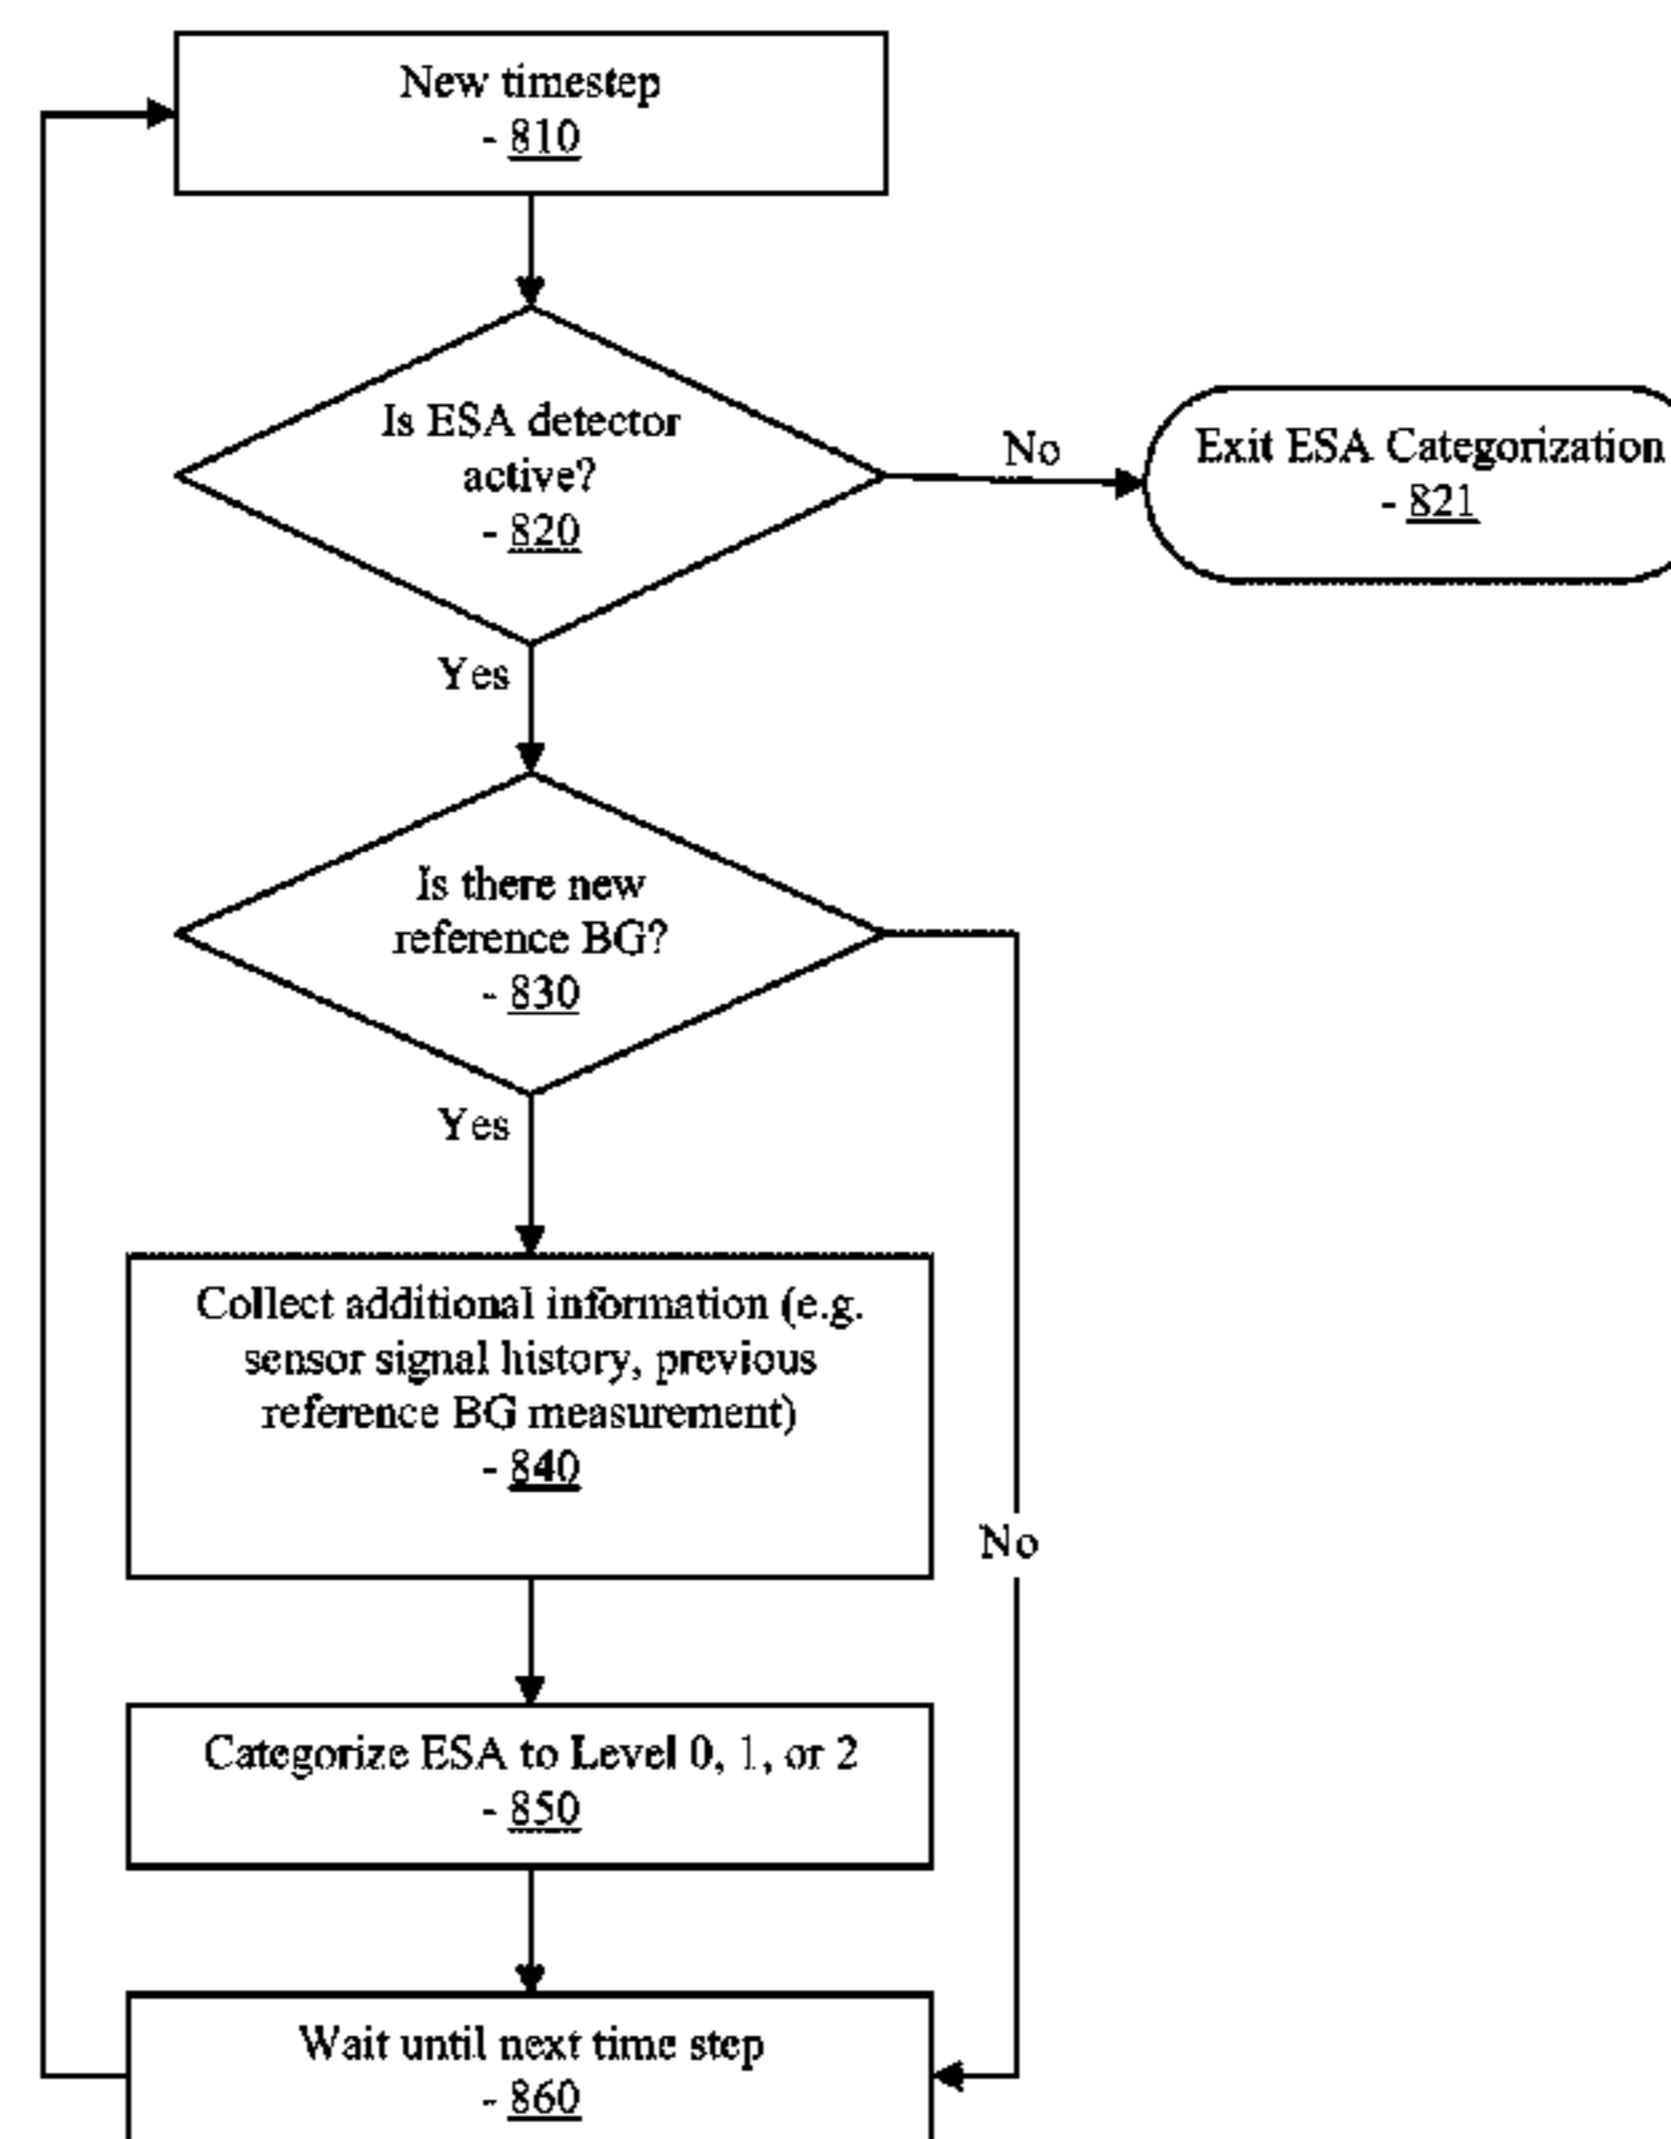 New timestep
- 810
Is ESA detector
active?
- 820
No
Exit ESA Categorization
- 821
Yes
Is there new
reference BG?
- 830
Yes
Collect additional information (e.g.
sensor signal history, previous
reference BG measurement)
- 840
No
Categorize ESA to Level 0, 1, or 2
- 850
Wait until next time step
- 860